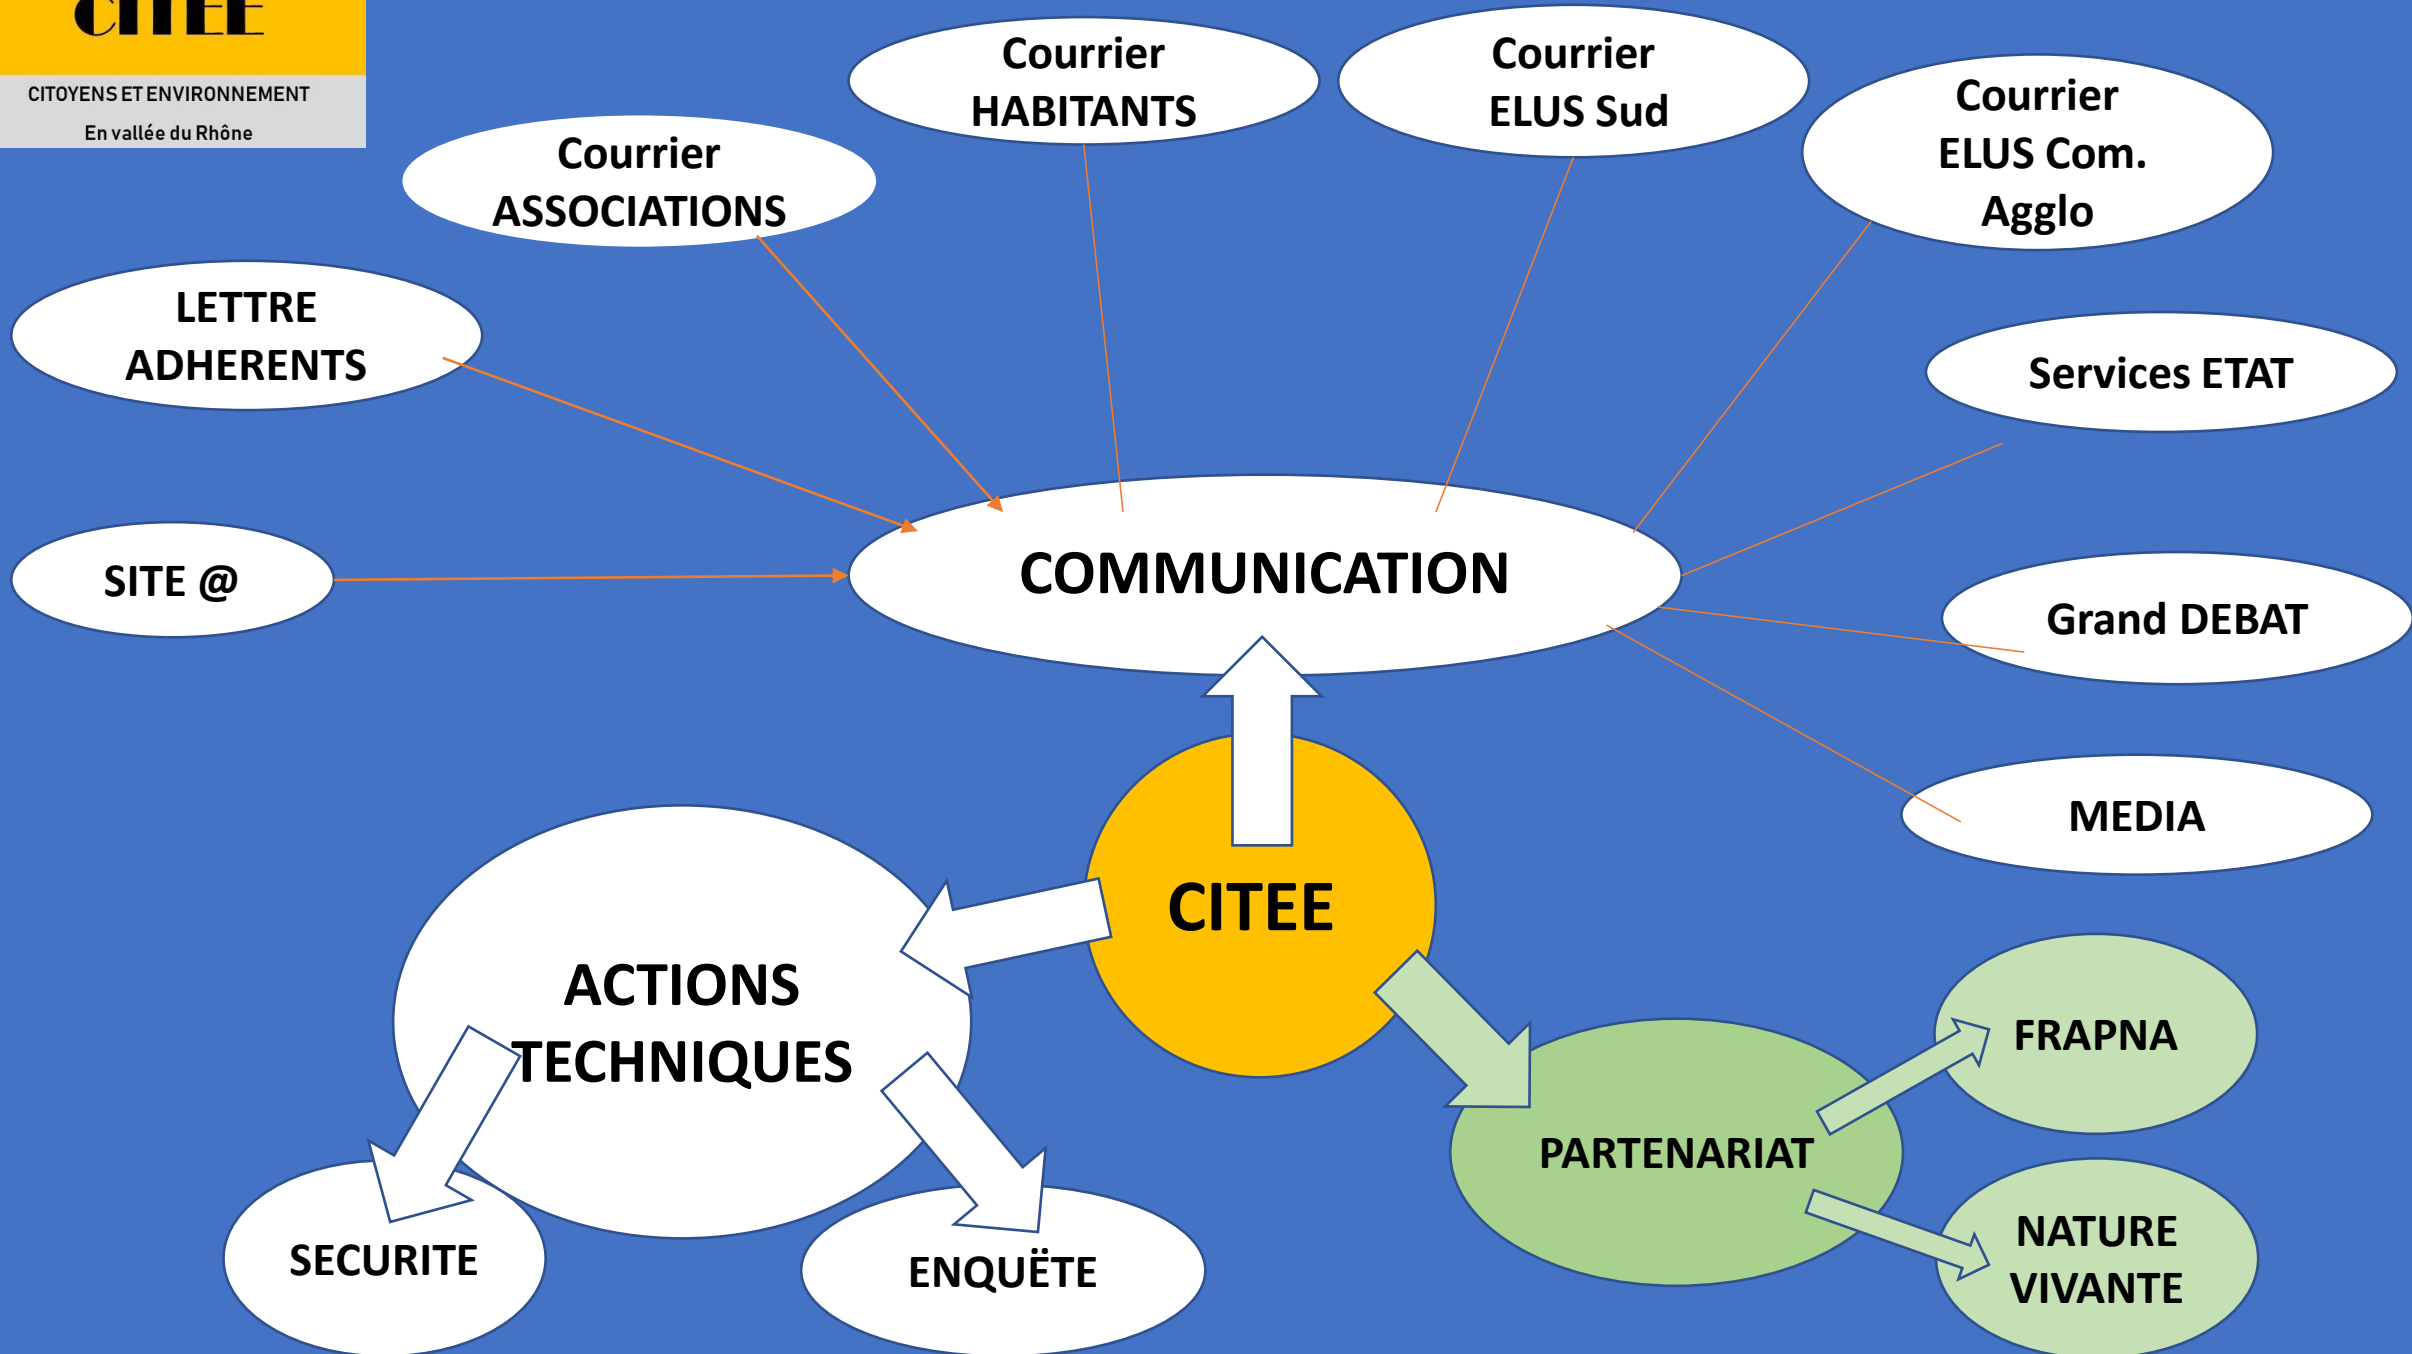 CITEE
CITOYENS ET ENVIRONNEMENT
En vallée du Rhône
Courrier
HABITANTS
Courrier
ELUS Sud
Courrier
ELUS Com.
Agglo
Courrier
ASSOCIATIONS
LETTRE
ADHERENTS
Services ETAT
SITE @
COMMUNICATION
Grand DEBAT
MEDIA
CITEE
ACTIONS
TECHNIQUES
FRAPNA
PARTENARIAT
SECURITE
ENQUËTE
NATURE
VIVANTE